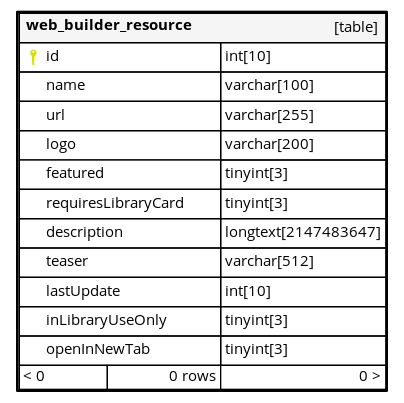 web_builder_resource [table]
id int[10]
name varchar[100]
url varchar[255]
logo varchar[200]
featured tinyint[3]
requiresLibraryCard tinyint[3]
description longtext[2147483647]
teaser varchar[512]
lastUpdate int[10]
inLibraryUseOnly tinyint[3]
openInNewTab tinyint[3]
< 0 0 rows 0 >